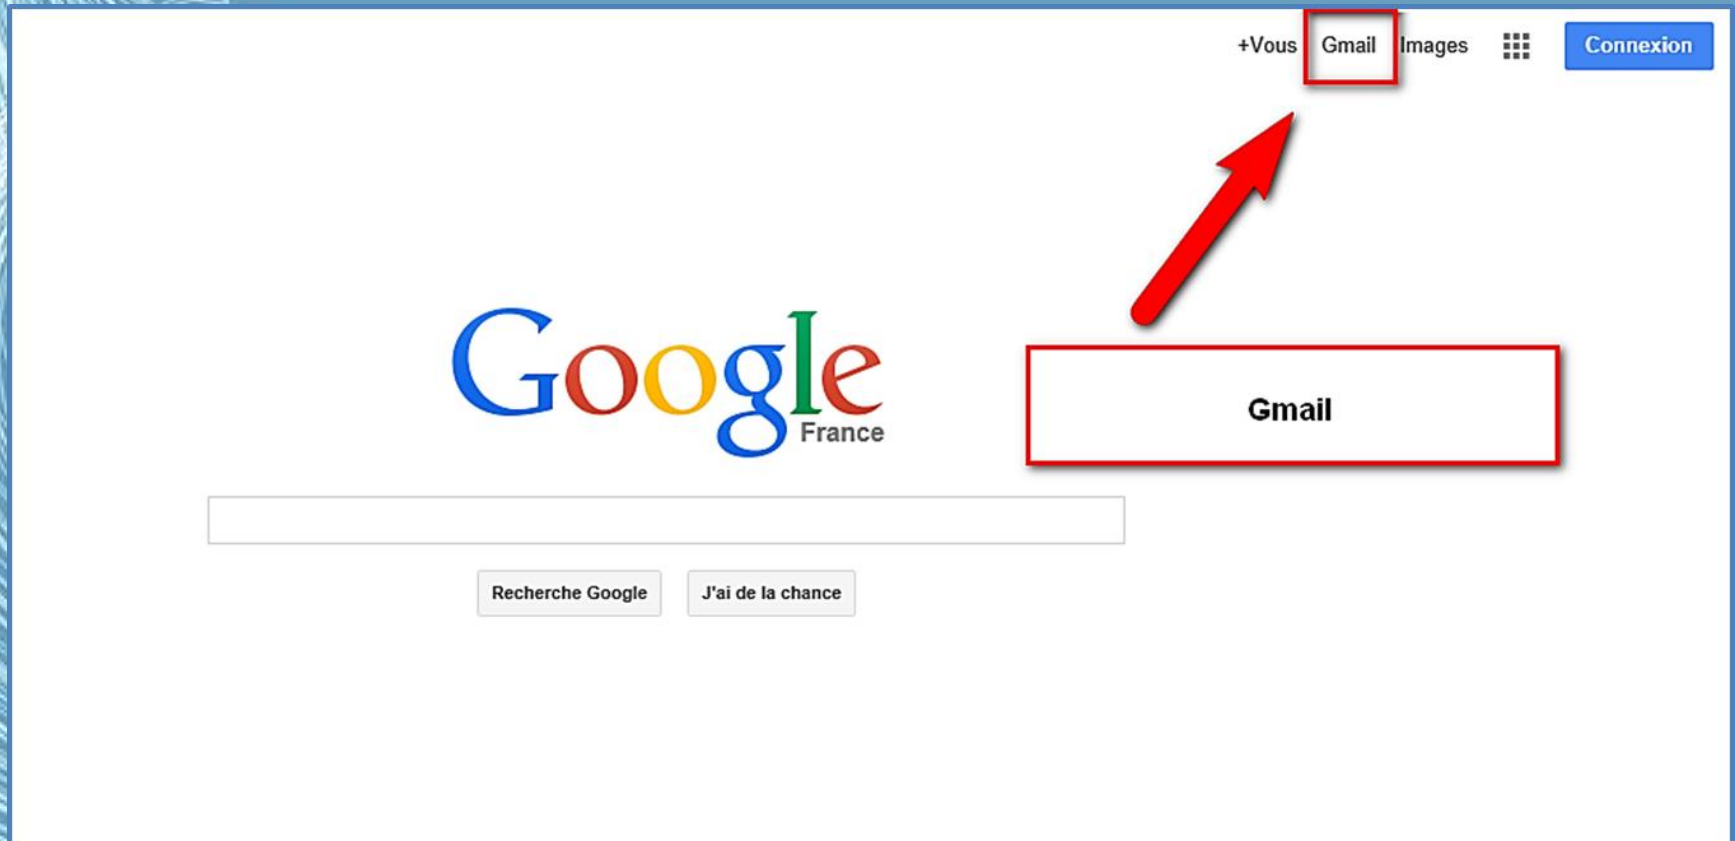 +Vous Gmail Images Connexion
Google
France
Gmail
Recherche Google J'ai de la chance